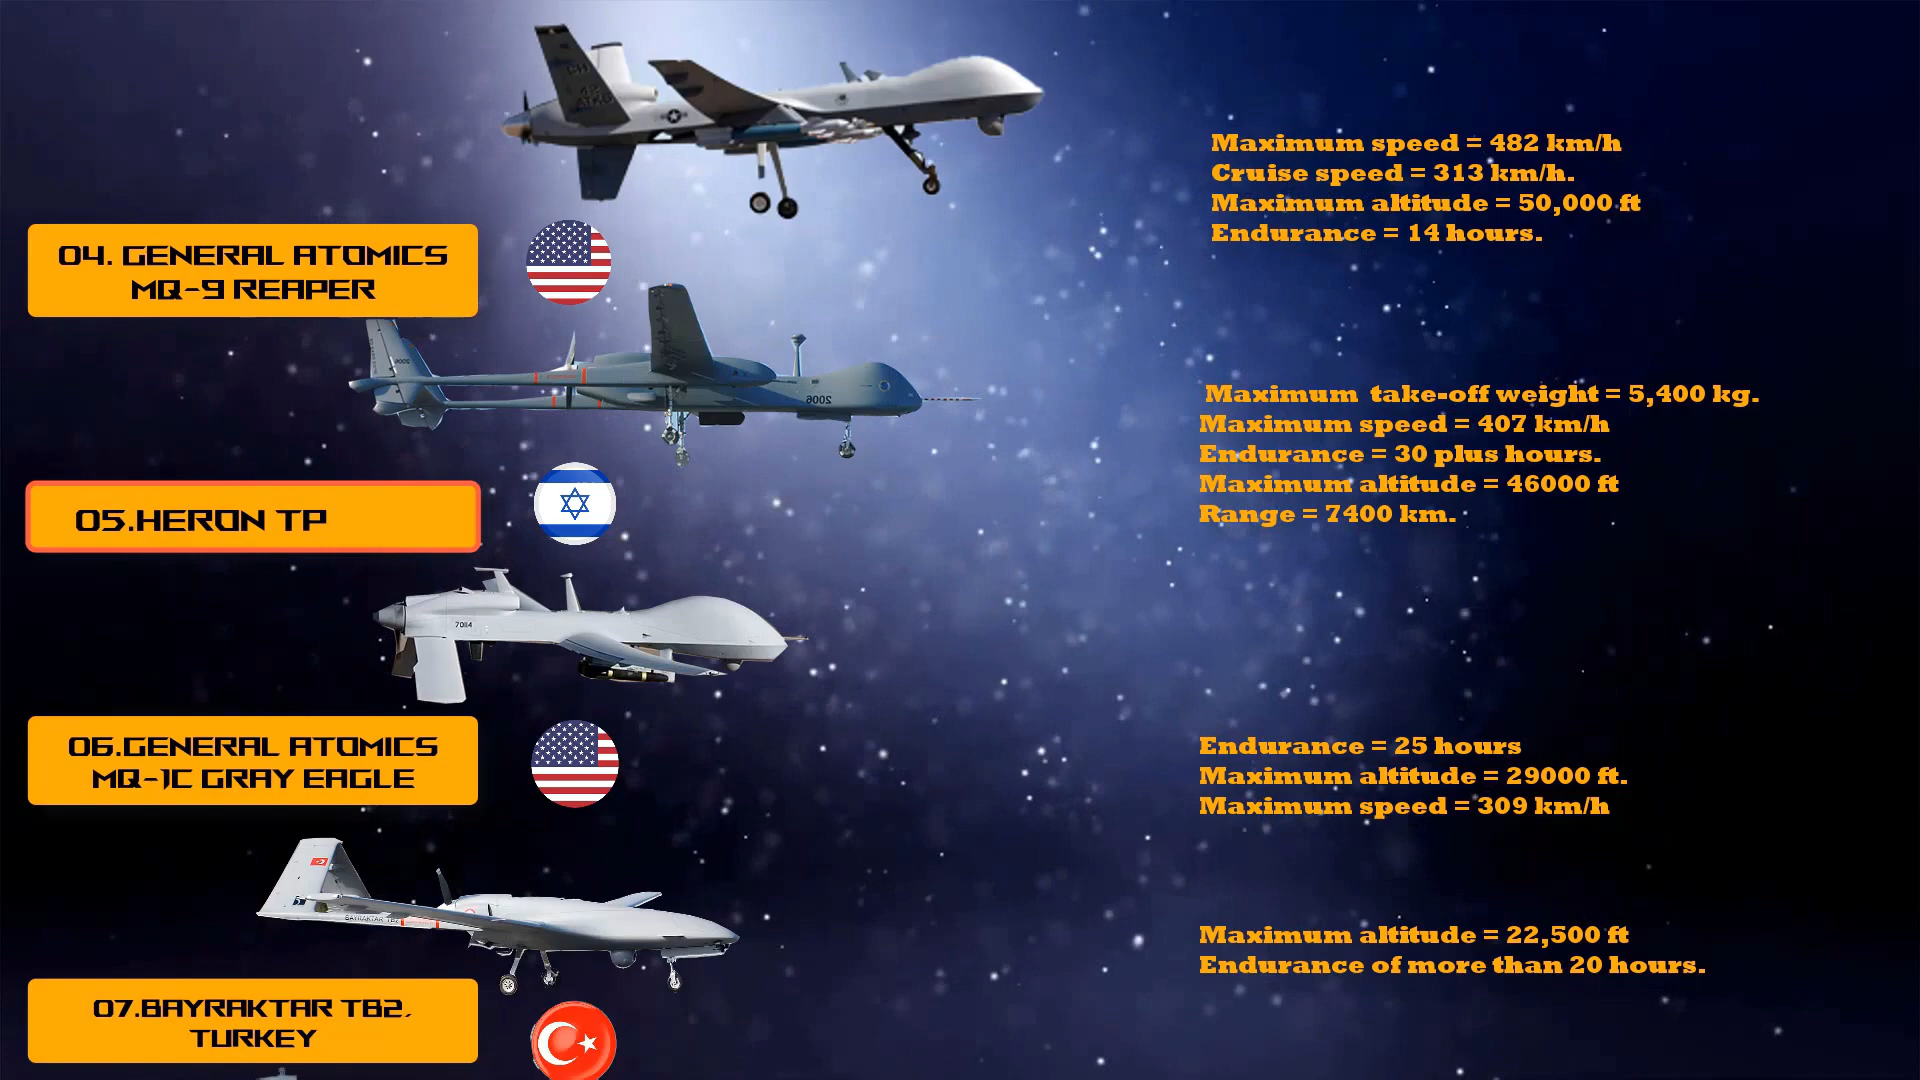 Maximum speed = 482 km/h
Cruise speed = 313 km/h.
Maximum altitude = 50,000 ft
Endurance = 14 hours.
04. GENERAL ATOMICS
MQ-9 REAPER
2006
Maximum take-off weight = 5,400 kg.
Maximum speed = 407 km/h
Endurance = 30 plus hours.
Maximum altitude = 46000 ft
Range = 7400 km.
05.HERON TP
70114
06.GENERAL ATOMICS
MQ-1C GRAY EAGLE
Endurance = 25 hours
Maximum altitude = 29000 ft.
Maximum speed = 309 km/h
BAYRAKTAR TB2
Maximum altitude = 22,500 ft
Endurance of more than 20 hours.
07.BAYRAKTAR TB2,
TURKEY